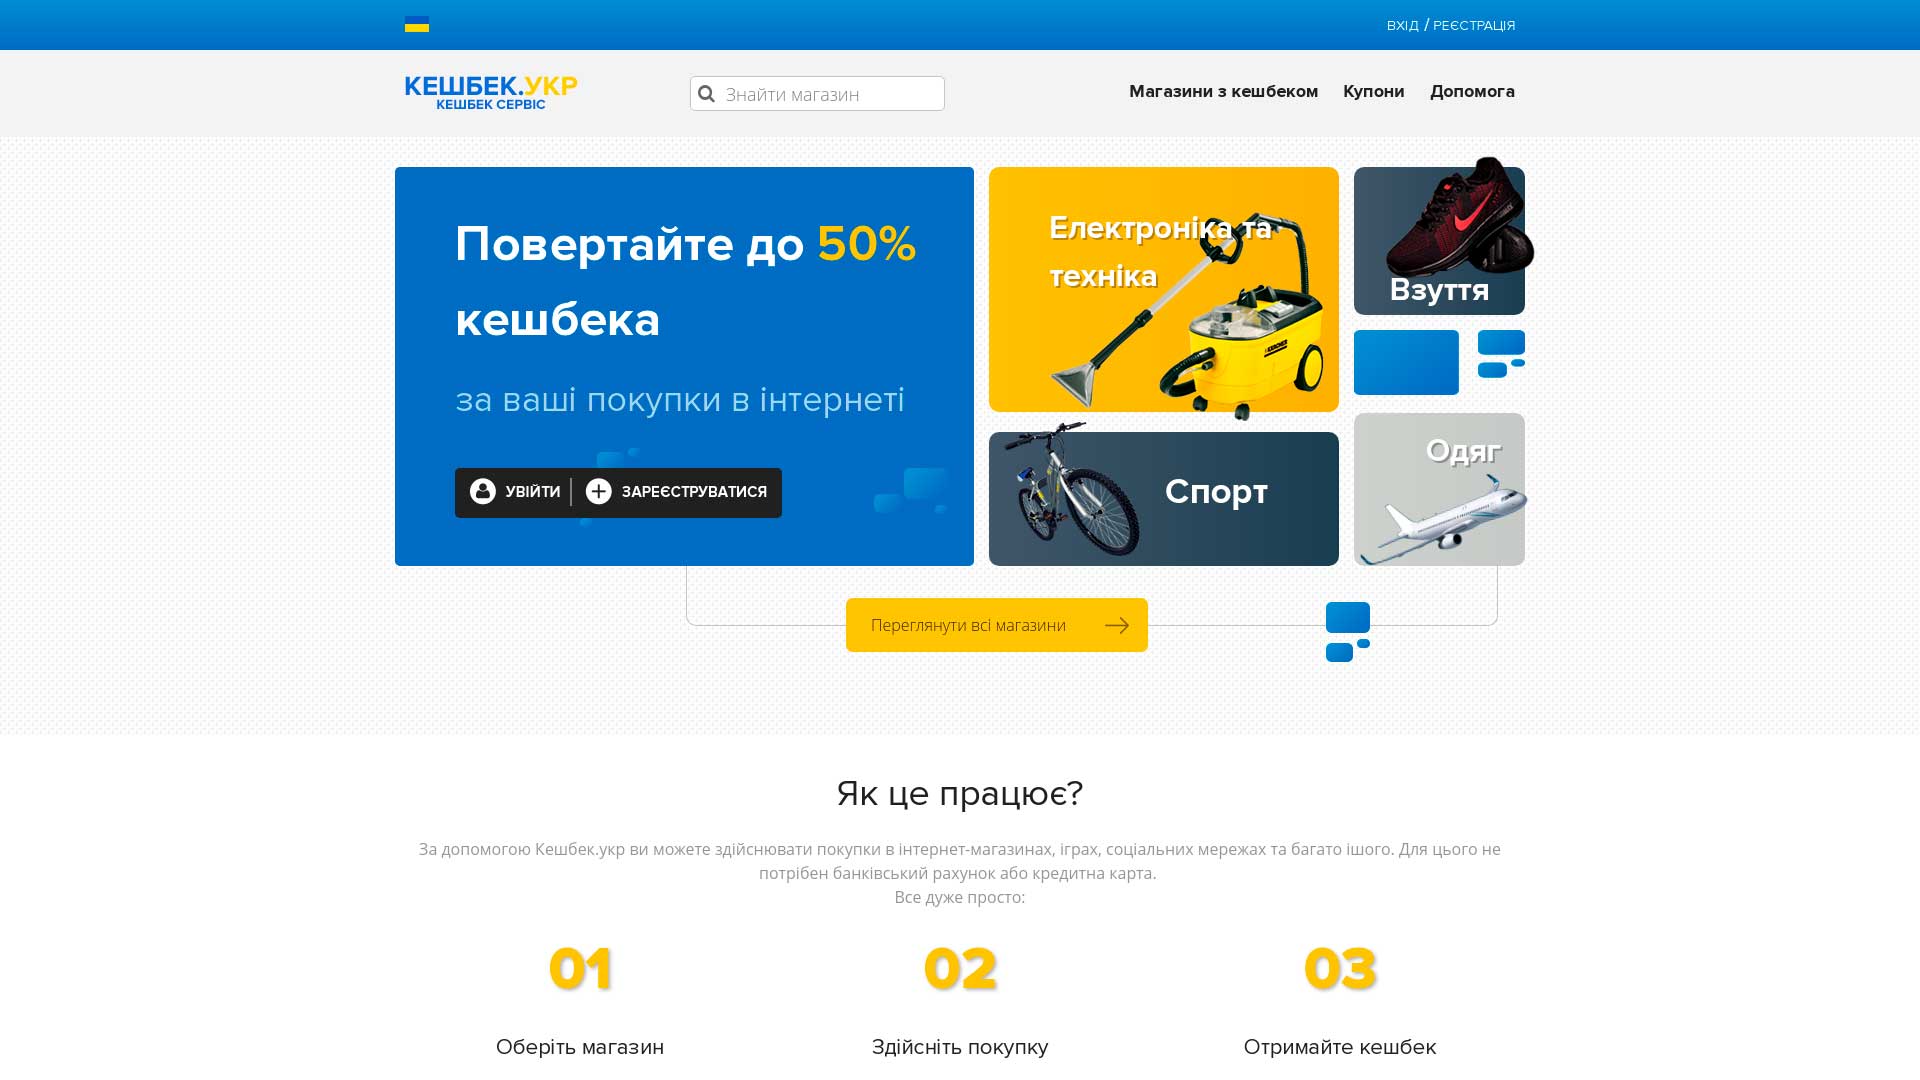 ВХІД / РЕЄСТРАЦІЯ
КЕШБЕК.УКР
КЕШБЕК СЕРВІС
Знайти магазин
Магазини з кешбеком
Купони
Допомога
Повертайте до 50%
кешбека
за ваші покупки в інтернеті
УВІЙТИ
ЗАРЕЄСТРУВАТИСЯ
Електроніка та
техніка
KARCHER
Взуття
Спорт
Одяг
Переглянути всі магазини
Як це працює?
За допомогою Кешбек.укр ви можете здійснювати покупки в інтернет-магазинах, іграх, соціальних мережах та багато ішого. Для цього не
потрібен банківський рахунок або кредитна карта.
Все дуже просто:
01
02
03
Оберіть магазин
Здійсніть покупку
Отримайте кешбек